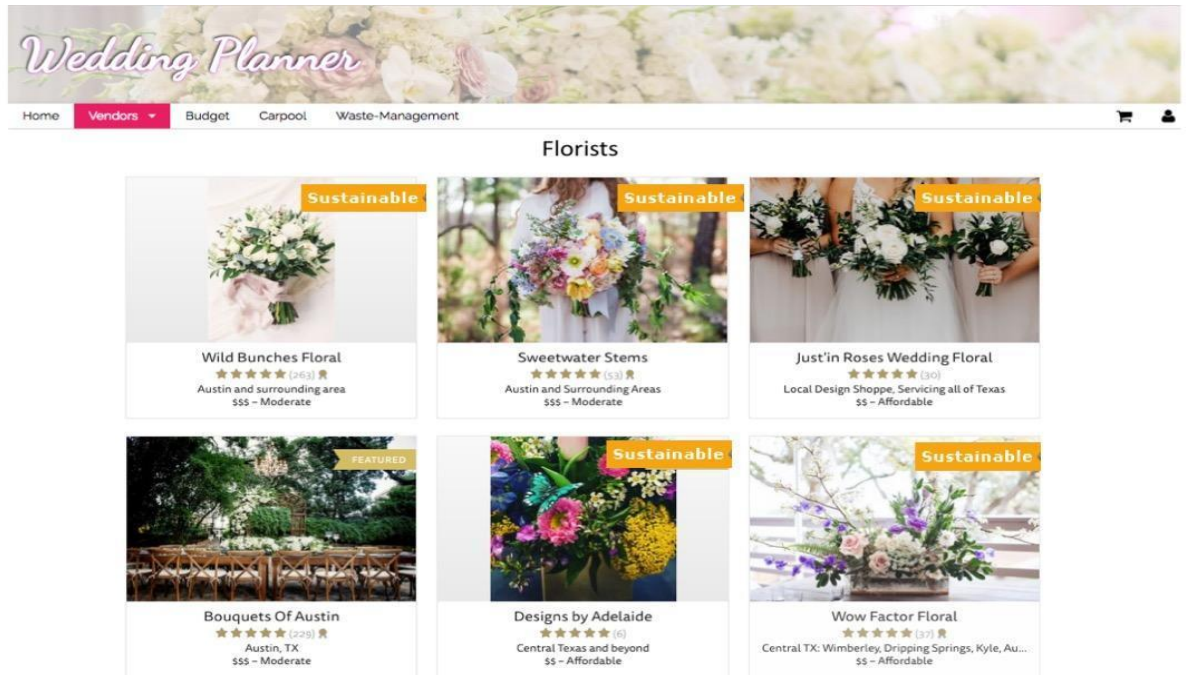 Wedding Planner
Home Vendors Budget Carpool Waste-Management
Florists
Sustainable
Sustainable
Sustainable
Wild Bunches Floral
(263)
Austin and surrounding area
$$$ – Moderate
Sweetwater Stems
(53)
Austin and Surrounding Areas
$$$ – Moderate
Just'in Roses Wedding Floral
(30)
Local Design Shoppe, Servicing all of Texas
$$ – Affordable
FEATURED
Sustainable
Sustainable
Bouquets Of Austin
(229)
Austin, TX
$$$ – Moderate
Designs by Adelaide
(6)
Central Texas and beyond
$$ – Affordable
Wow Factor Floral
(37)
Central TX: Wimberley, Dripping Springs, Kyle, Au...
$$ – Affordable